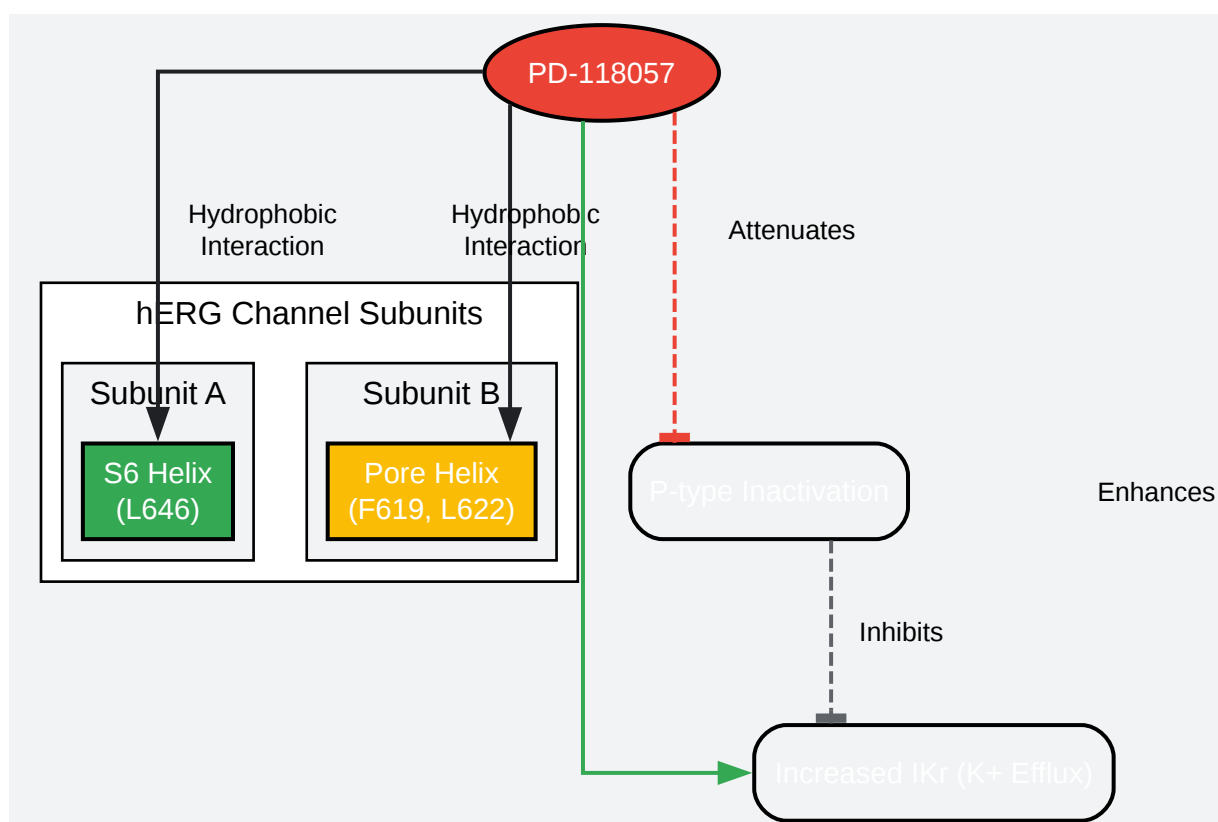 PD-118057
Hydrophobic
Interaction
Hydrophobic
Interaction
Attenuates
hERG Channel Subunits
Subunit A
Subunit B
S6 Helix
(L646)
Pore Helix
(F619, L622)
P-type Inactivation
Enhances
Inhibits
Increased IKr (K+ Efflux)